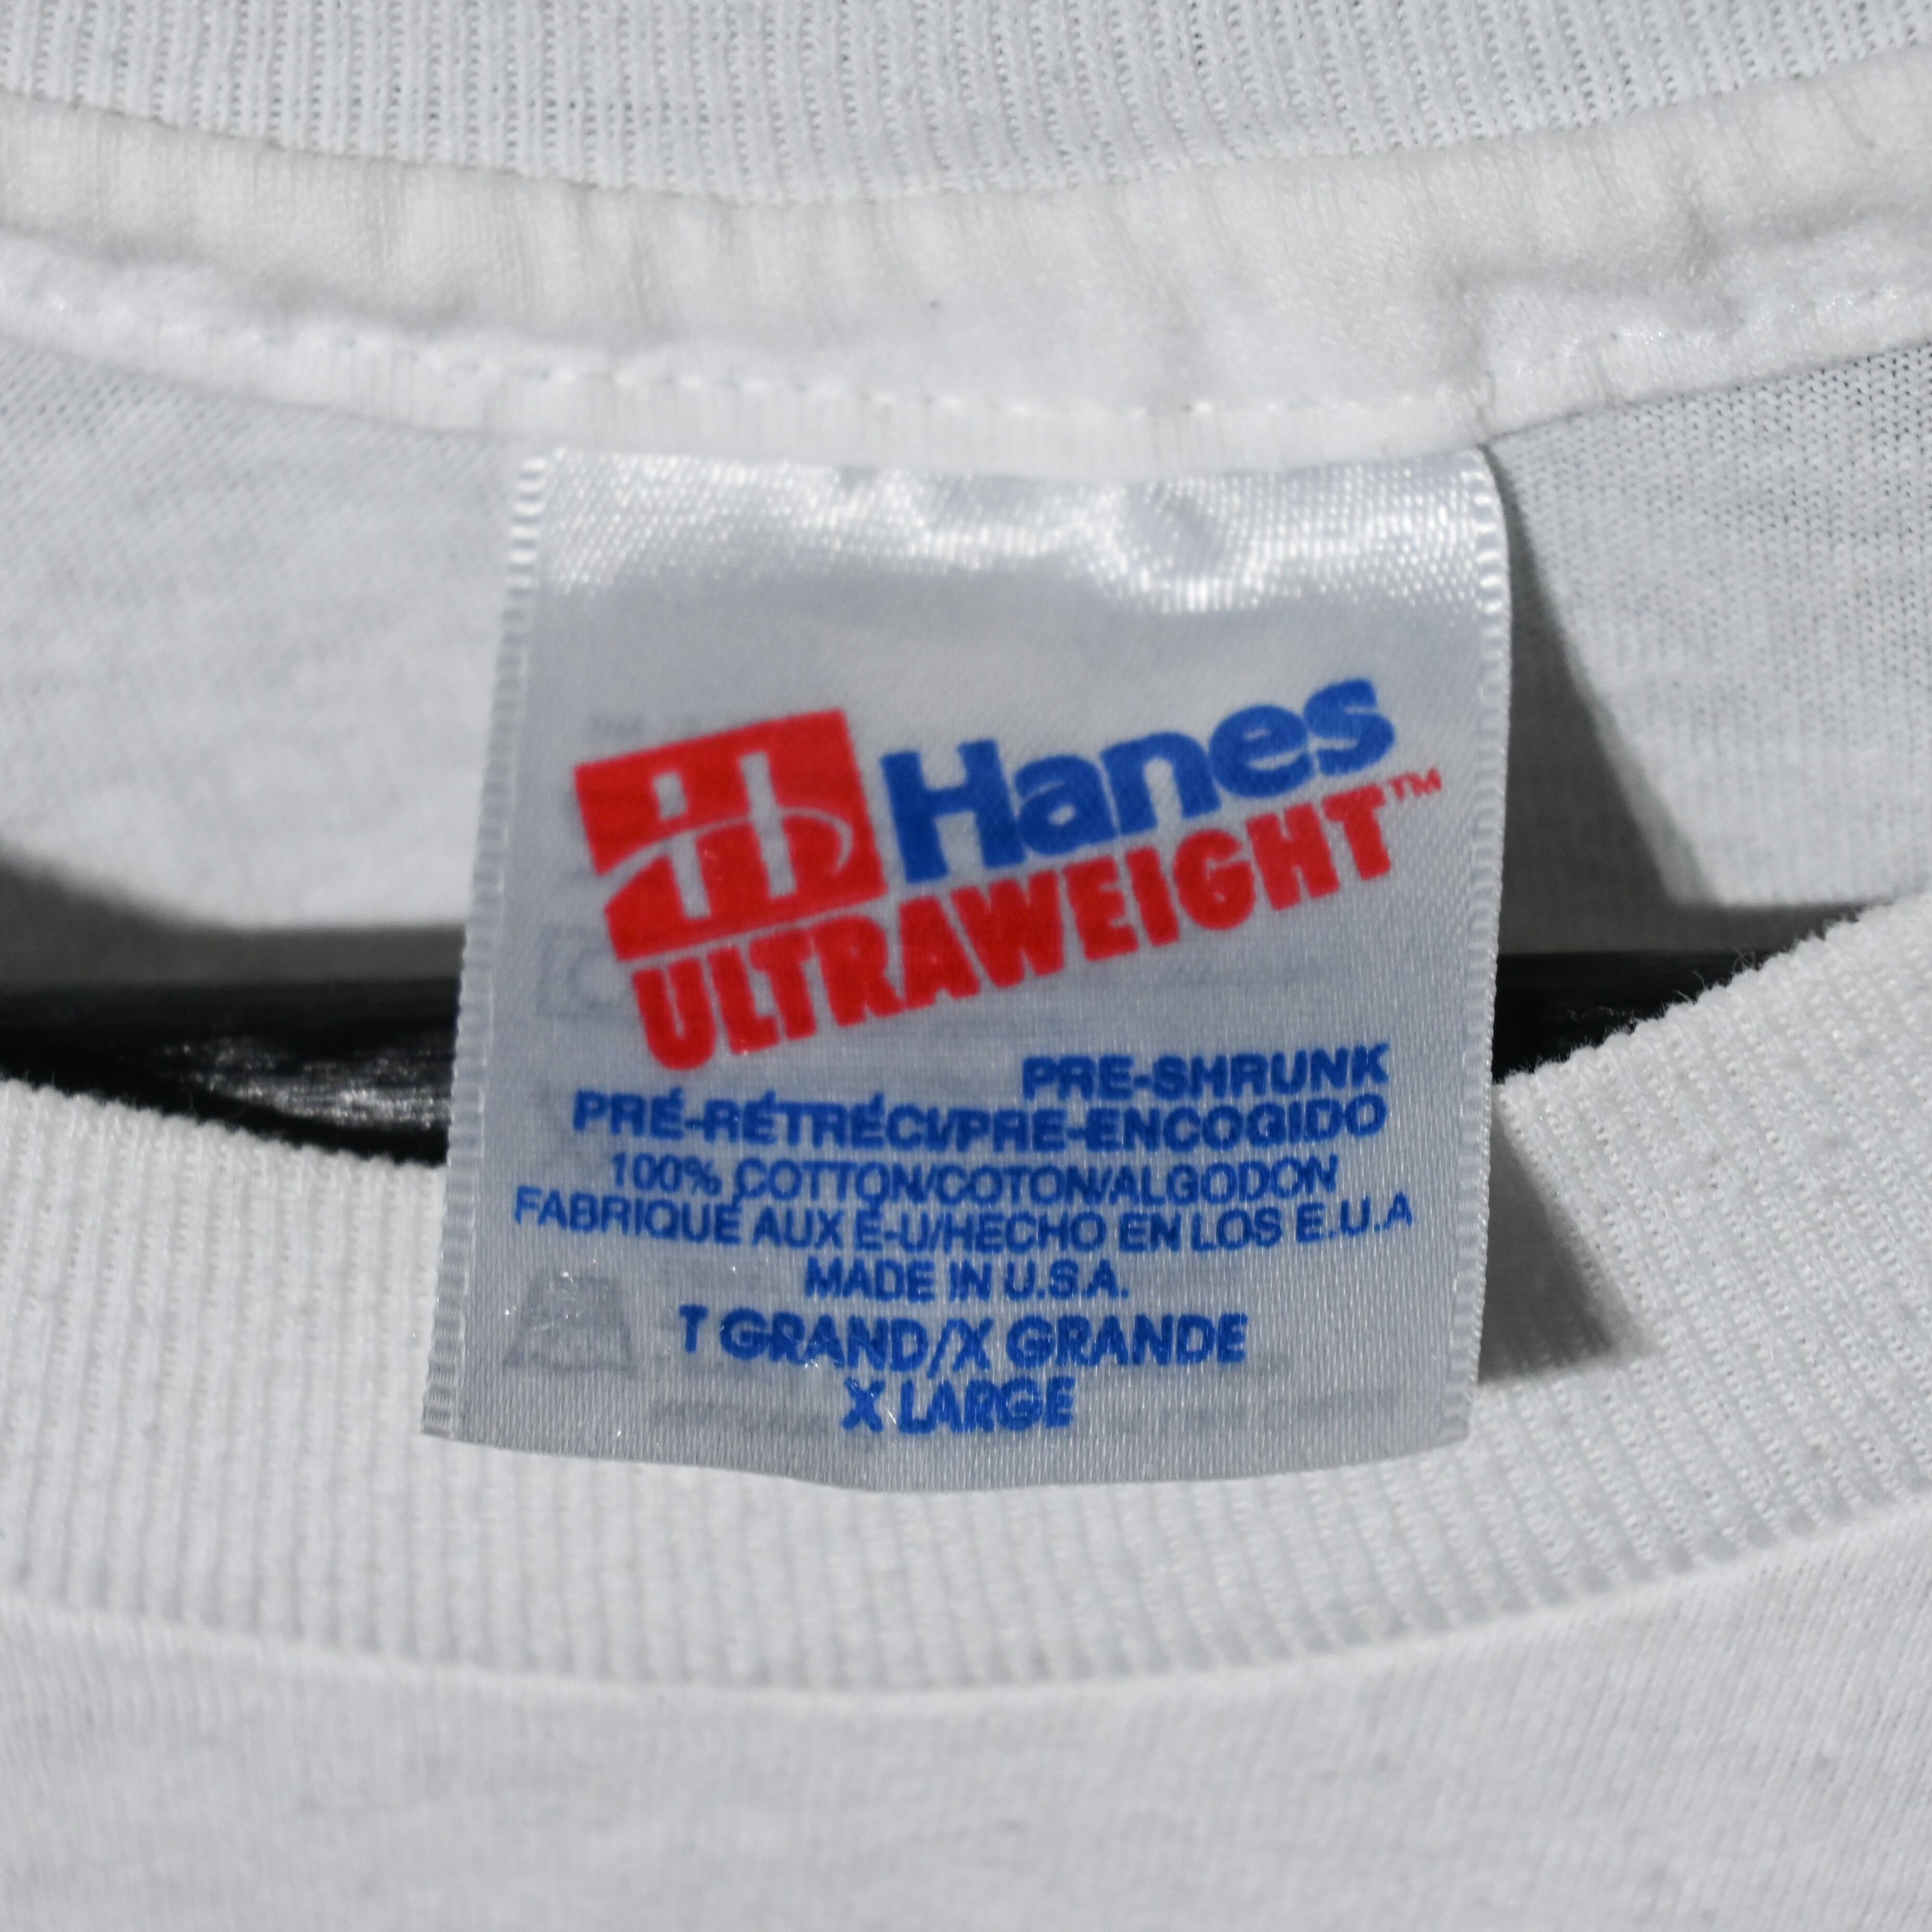 Hanes
ULTRAWEIGHT™
PRE-SHRUNK
PRÉ-RÉTRÉCI/PRE-ENCOGIDO
100% COTTON/COTON/ALGODON
FABRIQUÉ AUX É-U/HECHO EN LOS E.U.A
MADE IN U.S.A.
T GRAND/X GRANDE
X LARGE